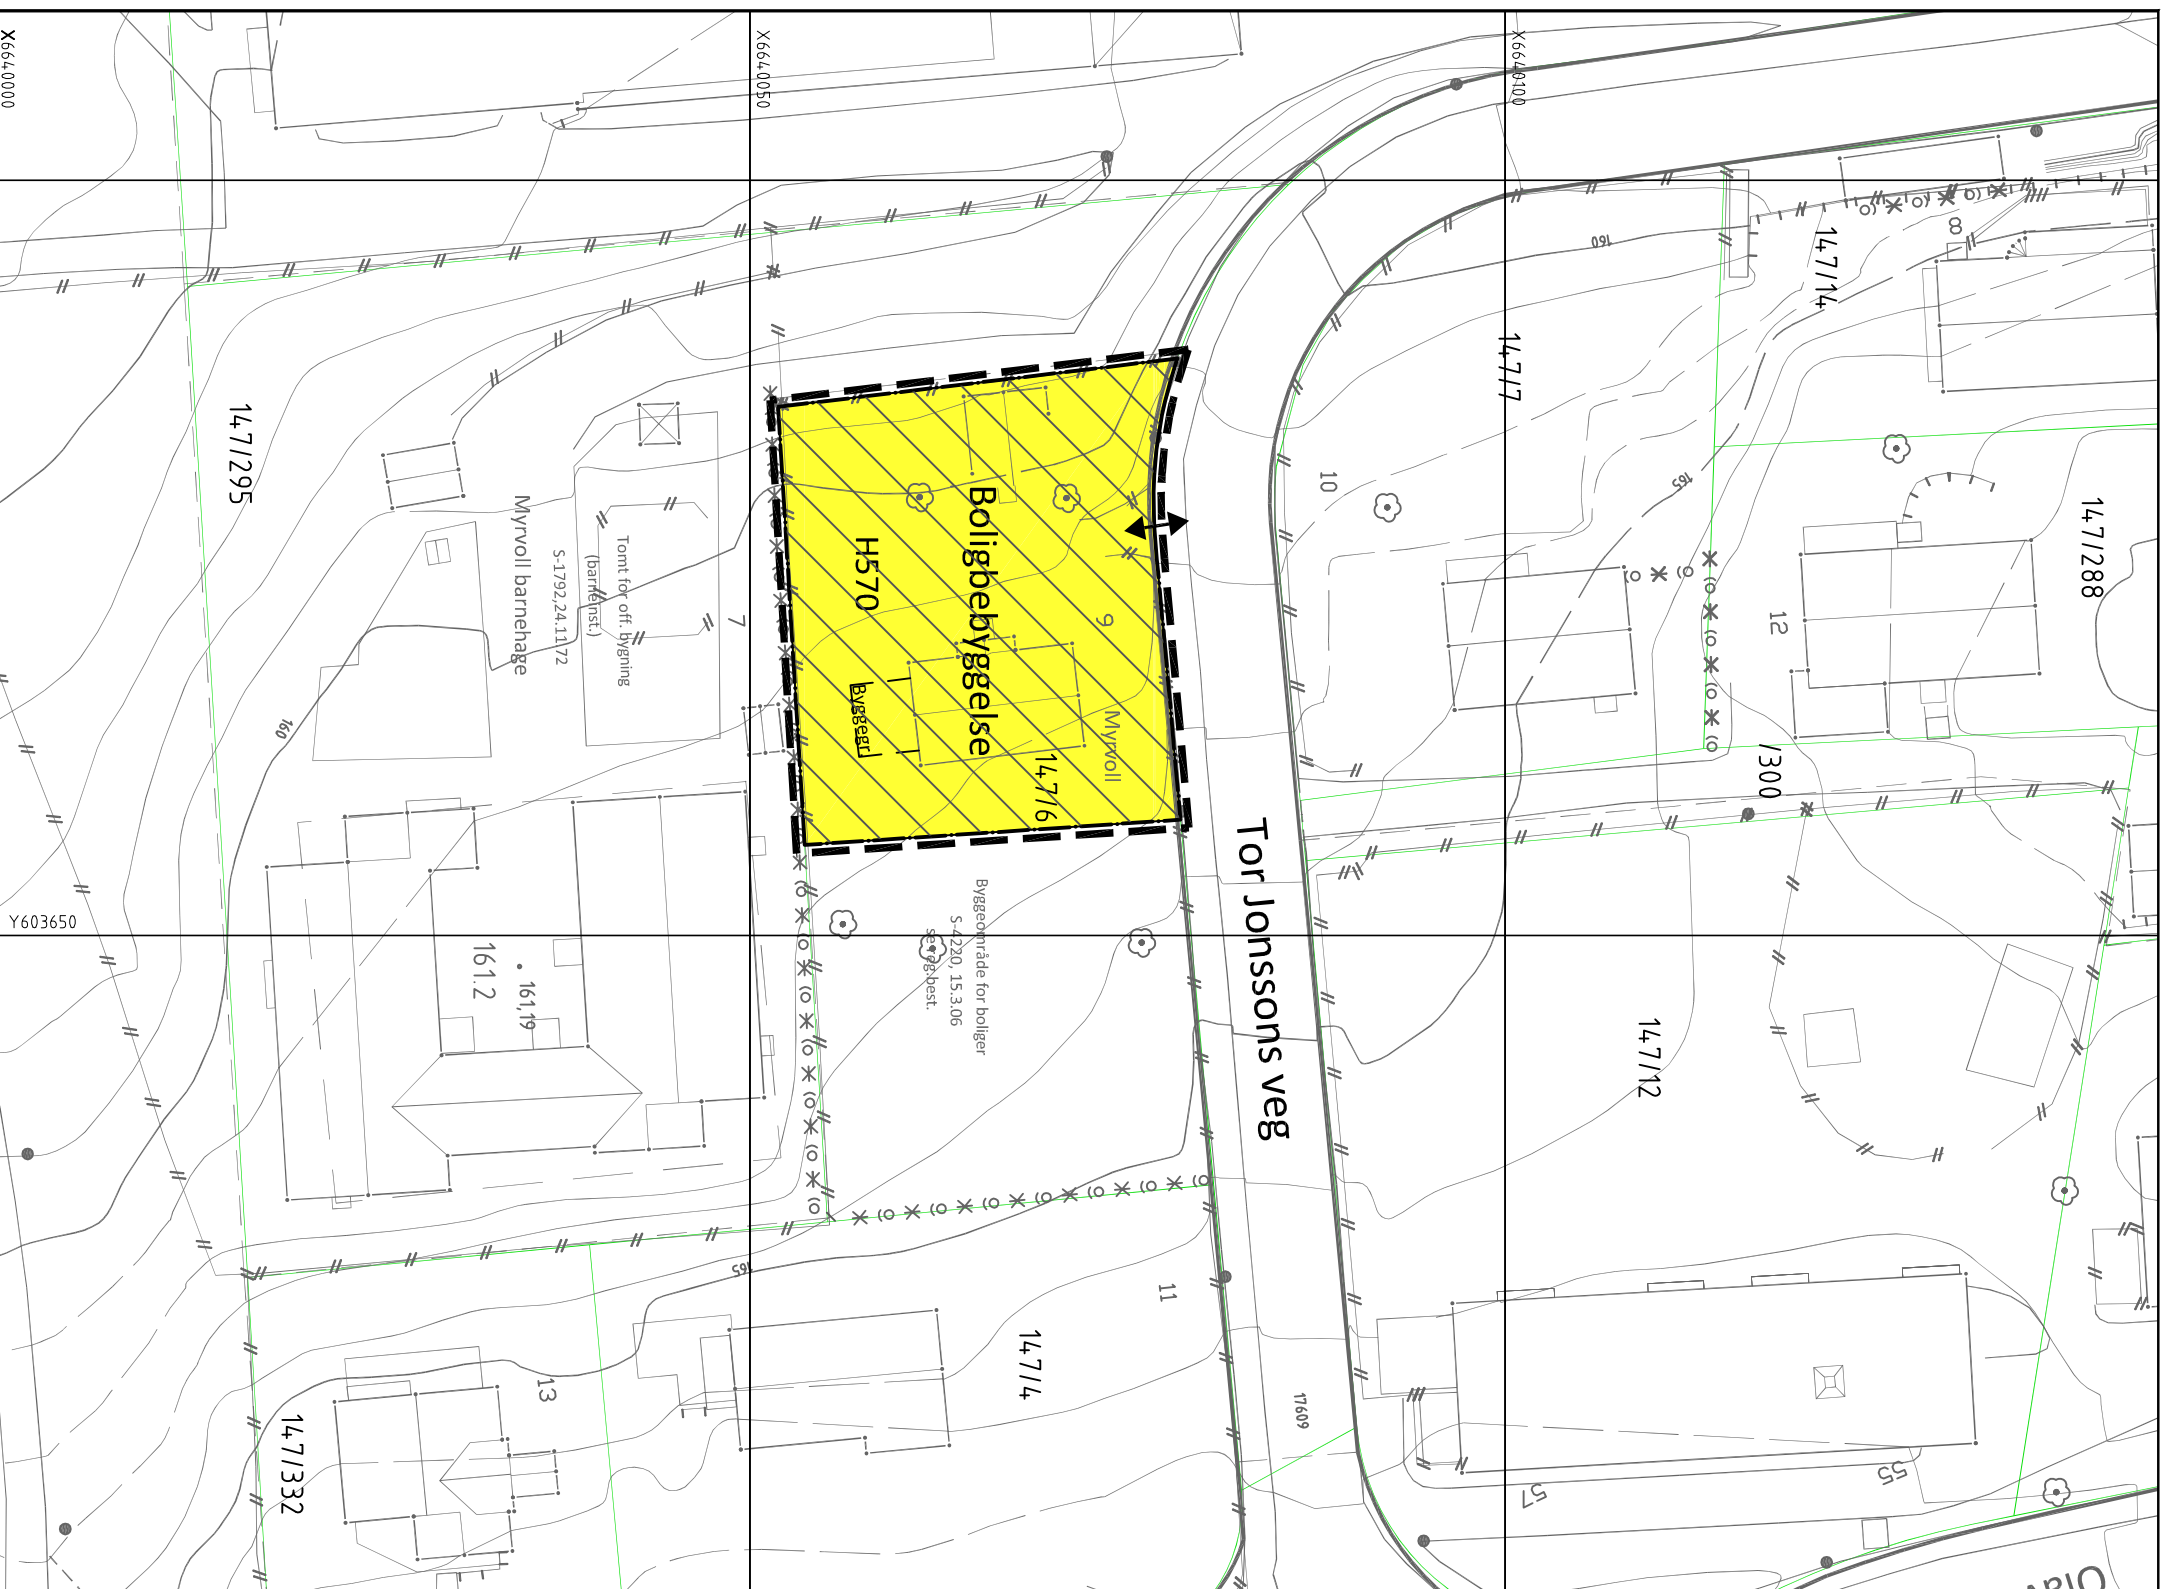 X6640000
X6640050
X6640100
Y603650
147/14
8
160
147/7
147/288
165
10
12
147/295
Myrvoll barnehage
S-1792,24.11.72
Tomt for off. bygning
(barneinst.)
7
Boligbebyggelse
H570
Byggegr
9
Myrvoll
147/6
/300
160
Tor Jonssons veg
Byggeområde for boliger
S-4220, 15.3.06
se reg.best.
161.2
161,19
147/12
165
11
147/4
13
147/332
17609
57
55